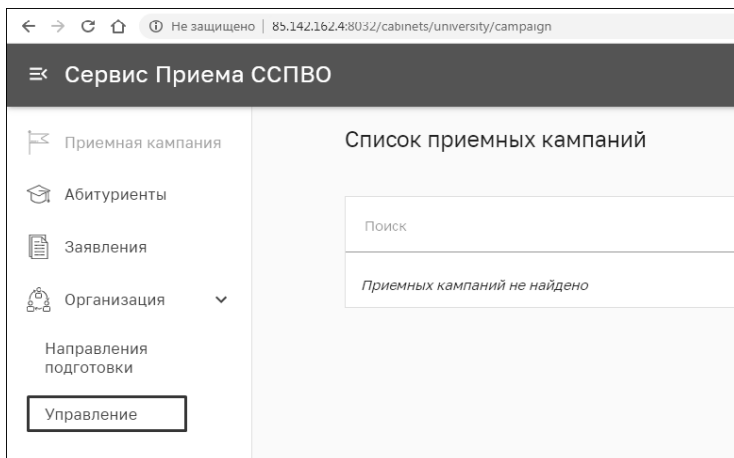 Не защищено | 85.142.162.4:8032/cabinets/university/campaign
Сервис Приема ССПВО
Приемная кампания
Список приемных кампаний
Абитуриенты
Поиск
Заявления
Приемных кампаний не найдено
Организация
Направления
подготовки
Управление